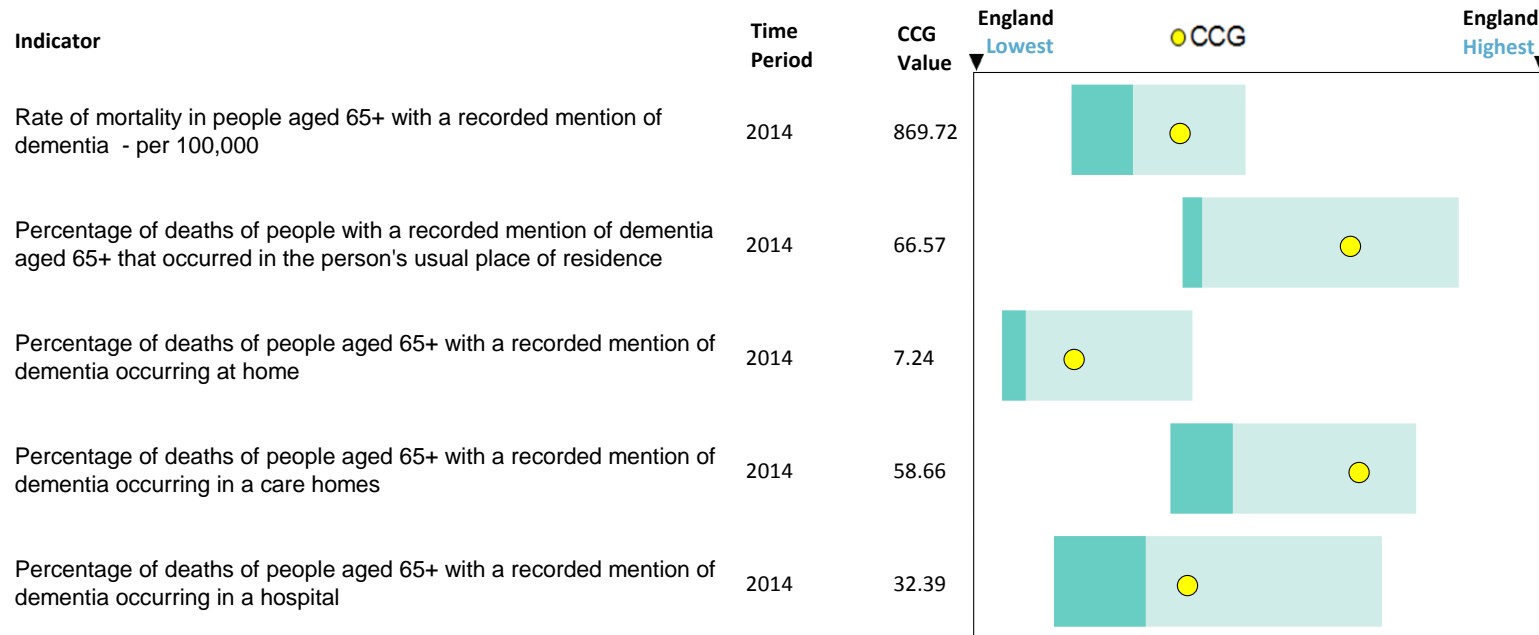 Indicator
Time Period
CCG Value
England Lowest
CCG
England Highest
Rate of mortality in people aged 65+ with a recorded mention of
dementia  - per 100,000
2014
869.72
Percentage of deaths of people with a recorded mention of dementia
aged 65+ that occurred in the person's usual place of residence
2014
66.57
Percentage of deaths of people aged 65+ with a recorded mention of
dementia occurring at home
2014
7.24
Percentage of deaths of people aged 65+ with a recorded mention of
dementia occurring in a care homes
2014
58.66
Percentage of deaths of people aged 65+ with a recorded mention of
dementia occurring in a hospital
2014
32.39